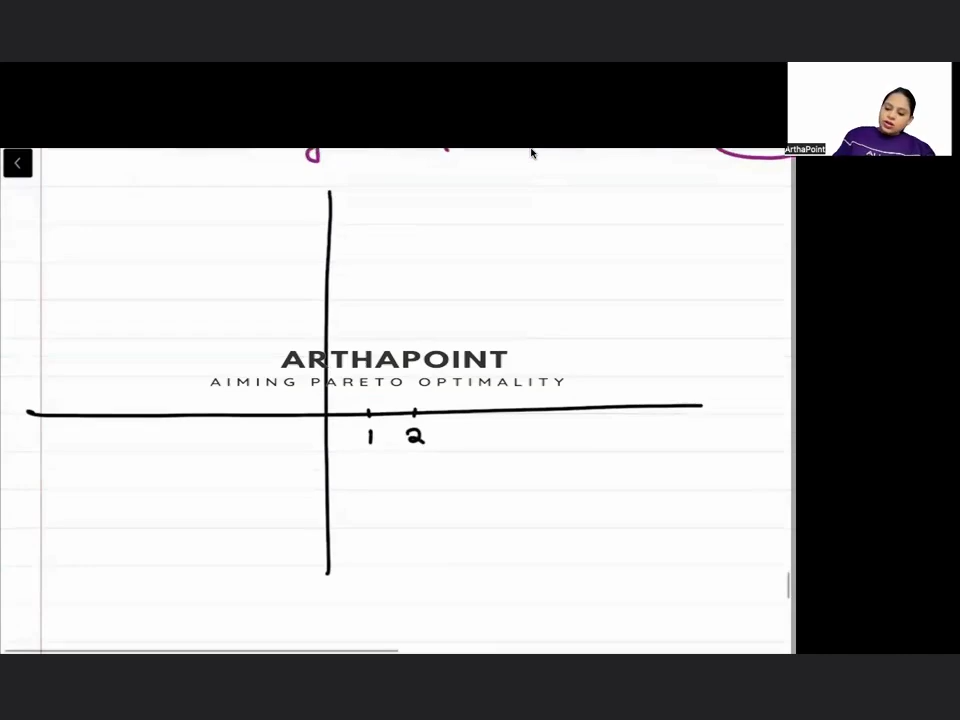 ArthaPoint
ARTHAPOINT
AIMING PARETO OPTIMALITY
1 2